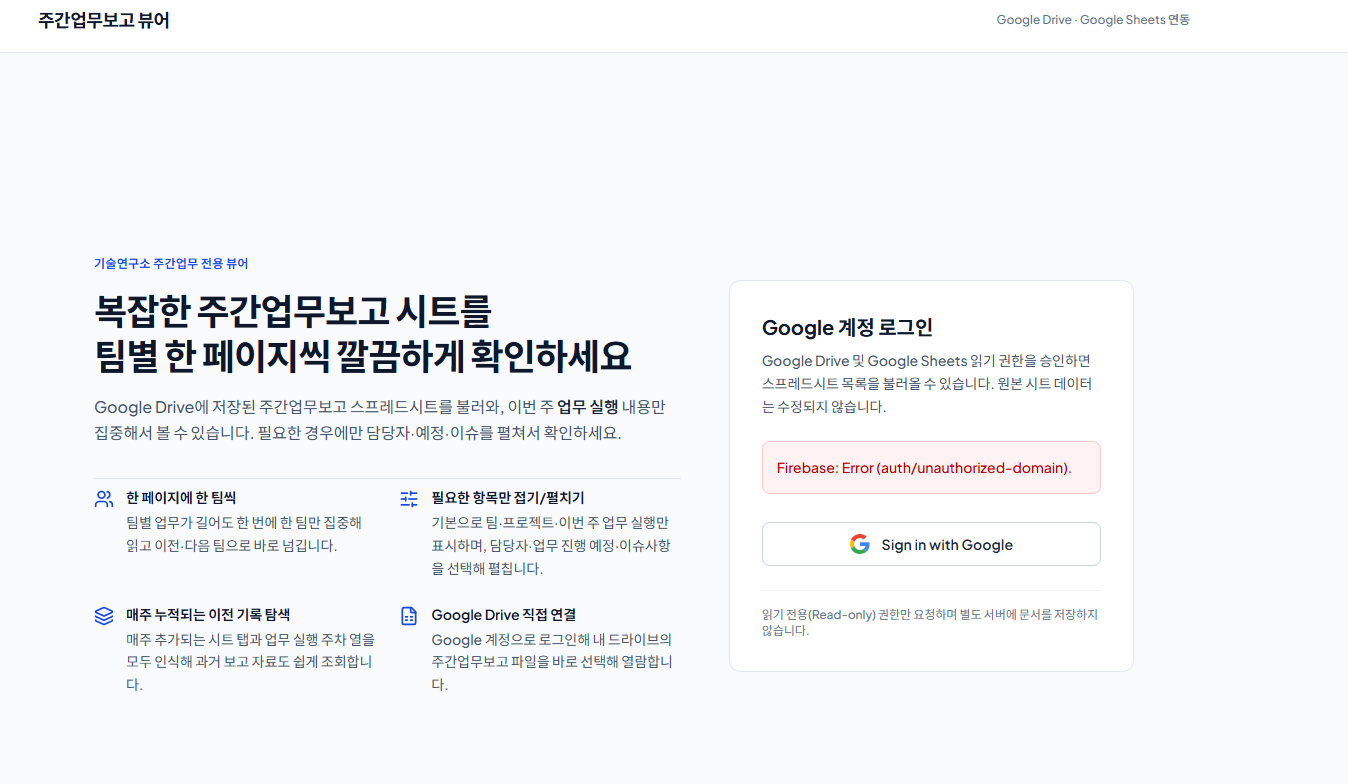 주간업무보고 뷰어
Google Drive · Google Sheets 연동
기술연구소 주간업무 전용 뷰어
복잡한 주간업무보고 시트를
팀별 한 페이지씩 깔끔하게 확인하세요
Google Drive에 저장된 주간업무보고 스프레드시트를 불러와, 이번 주 업무 실행 내용만
집중해서 볼 수 있습니다. 필요한 경우에만 담당자·예정·이슈를 펼쳐서 확인하세요.
한 페이지에 한 팀씩
팀별 업무가 길어도 한 번에 한 팀만 집중해
읽고 이전·다음 팀으로 바로 넘깁니다.
필요한 항목만 접기/펼치기
기본으로 팀·프로젝트·이번 주 업무 실행만
표시하며, 담당자·업무 진행 예정·이슈사항
을 선택해 펼칩니다.
매주 누적되는 이전 기록 탐색
매주 추가되는 시트 탭과 업무 실행 주차 열을
모두 인식해 과거 보고 자료도 쉽게 조회합니
다.
Google Drive 직접 연결
Google 계정으로 로그인해 내 드라이브의
주간업무보고 파일을 바로 선택해 열람합니
다.
Google 계정 로그인
Google Drive 및 Google Sheets 읽기 권한을 승인하면
스프레드시트 목록을 불러올 수 있습니다. 원본 시트 데이터
는 수정되지 않습니다.
Firebase: Error (auth/unauthorized-domain).
Sign in with Google
읽기 전용(Read-only) 권한만 요청하며 별도 서버에 문서를 저장하지
않습니다.